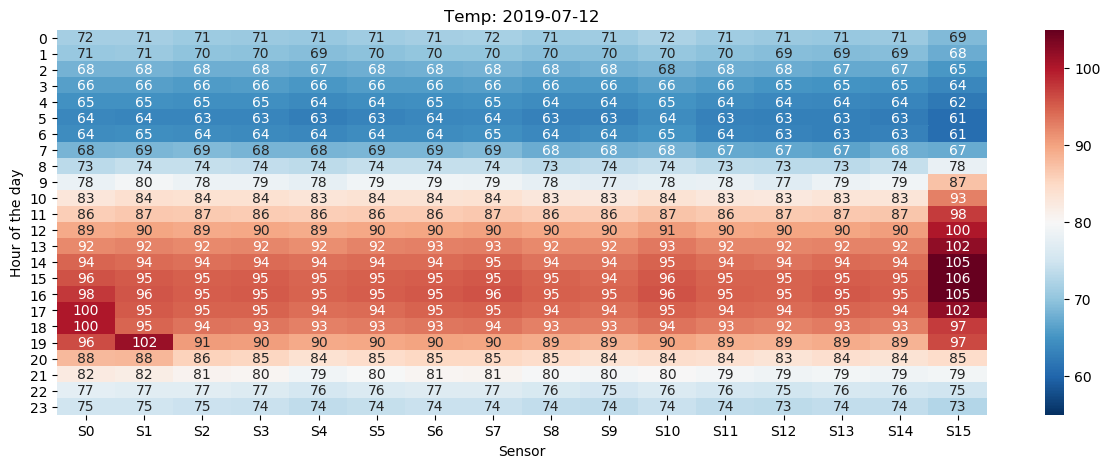 Temp: 2019-07-12
Hour of the day
0 72 71 71 71 71 71 71 72 71 71 72 71 71 71 71 69
1 71 71 70 70 69 70 70 70 70 70 70 70 69 69 69 68
2 68 68 68 68 67 68 68 68 68 68 68 68 68 67 67 65
3 66 66 66 66 66 66 66 66 66 66 66 66 65 65 65 64
4 65 65 65 65 64 64 65 65 64 64 65 64 64 64 64 62
5 64 64 63 63 63 63 64 64 63 63 64 63 63 63 63 61
6 64 65 64 64 64 64 64 65 64 64 65 64 63 63 63 61
7 68 69 69 68 68 69 69 69 68 68 68 67 67 67 68 67
8 73 74 74 74 74 74 74 74 73 74 74 73 73 73 74 78
9 78 80 78 79 78 79 79 79 78 77 78 78 77 79 79 87
10 83 84 84 84 83 84 84 84 83 83 84 83 83 83 83 93
11 86 87 87 86 86 86 86 87 86 86 87 86 87 87 87 98
12 89 90 89 90 89 90 90 90 90 90 91 90 90 90 90 100
13 92 92 92 92 92 92 93 93 92 92 93 92 92 92 92 102
14 94 94 94 94 94 94 94 95 94 94 95 94 94 94 94 105
15 96 95 95 95 95 95 95 95 95 94 95 95 95 94 95 106
16 98 96 95 95 95 95 95 96 95 95 96 95 95 95 95 105
17 100 95 95 95 94 95 94 95 94 94 95 94 94 95 94 102
18 100 95 94 93 93 93 93 94 93 93 94 93 92 93 93 97
19 96 102 91 90 90 90 90 90 89 89 90 89 89 89 89 97
20 88 88 86 85 84 85 85 85 85 84 84 84 83 84 84 85
21 82 82 81 80 79 80 81 81 80 80 80 79 79 79 79 79
22 77 77 77 77 76 76 77 77 76 75 76 76 75 76 76 75
23 75 75 75 74 74 74 74 74 74 74 74 74 73 74 74 73
S0 S1 S2 S3 S4 S5 S6 S7 S8 S9 S10 S11 S12 S13 S14 S15
Sensor
100
90
80
70
60